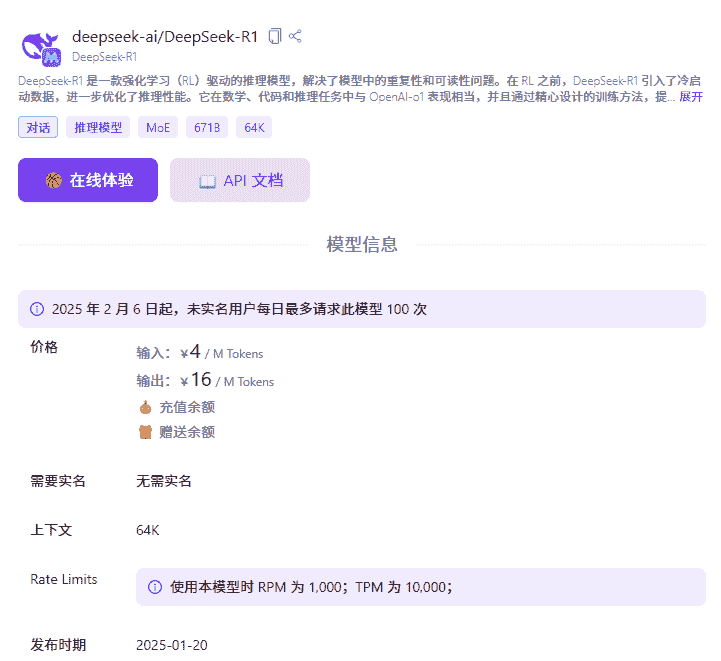 deepseek-ai/DeepSeek-R1
DeepSeek-R1
DeepSeek-R1 是一款强化学习（RL）驱动的推理模型，解决了模型中的重复性和可读性问题。在 RL 之前，DeepSeek-R1 引入了冷启
动数据，进一步优化了推理性能。它在数学、代码和推理任务中与 OpenAI-o1 表现相当，并且通过精心设计的训练方法，提... 展开
对话 推理模型 MoE 671B 64K
在线体验 API 文档
模型信息
2025 年 2 月 6 日起，未实名用户每日最多请求此模型 100 次
价格
输入：￥4 / M Tokens
输出：￥16 / M Tokens
充值余额
赠送余额
需要实名 无需实名
上下文 64K
Rate Limits 使用本模型时 RPM 为 1,000；TPM 为 10,000；
发布时期 2025-01-20